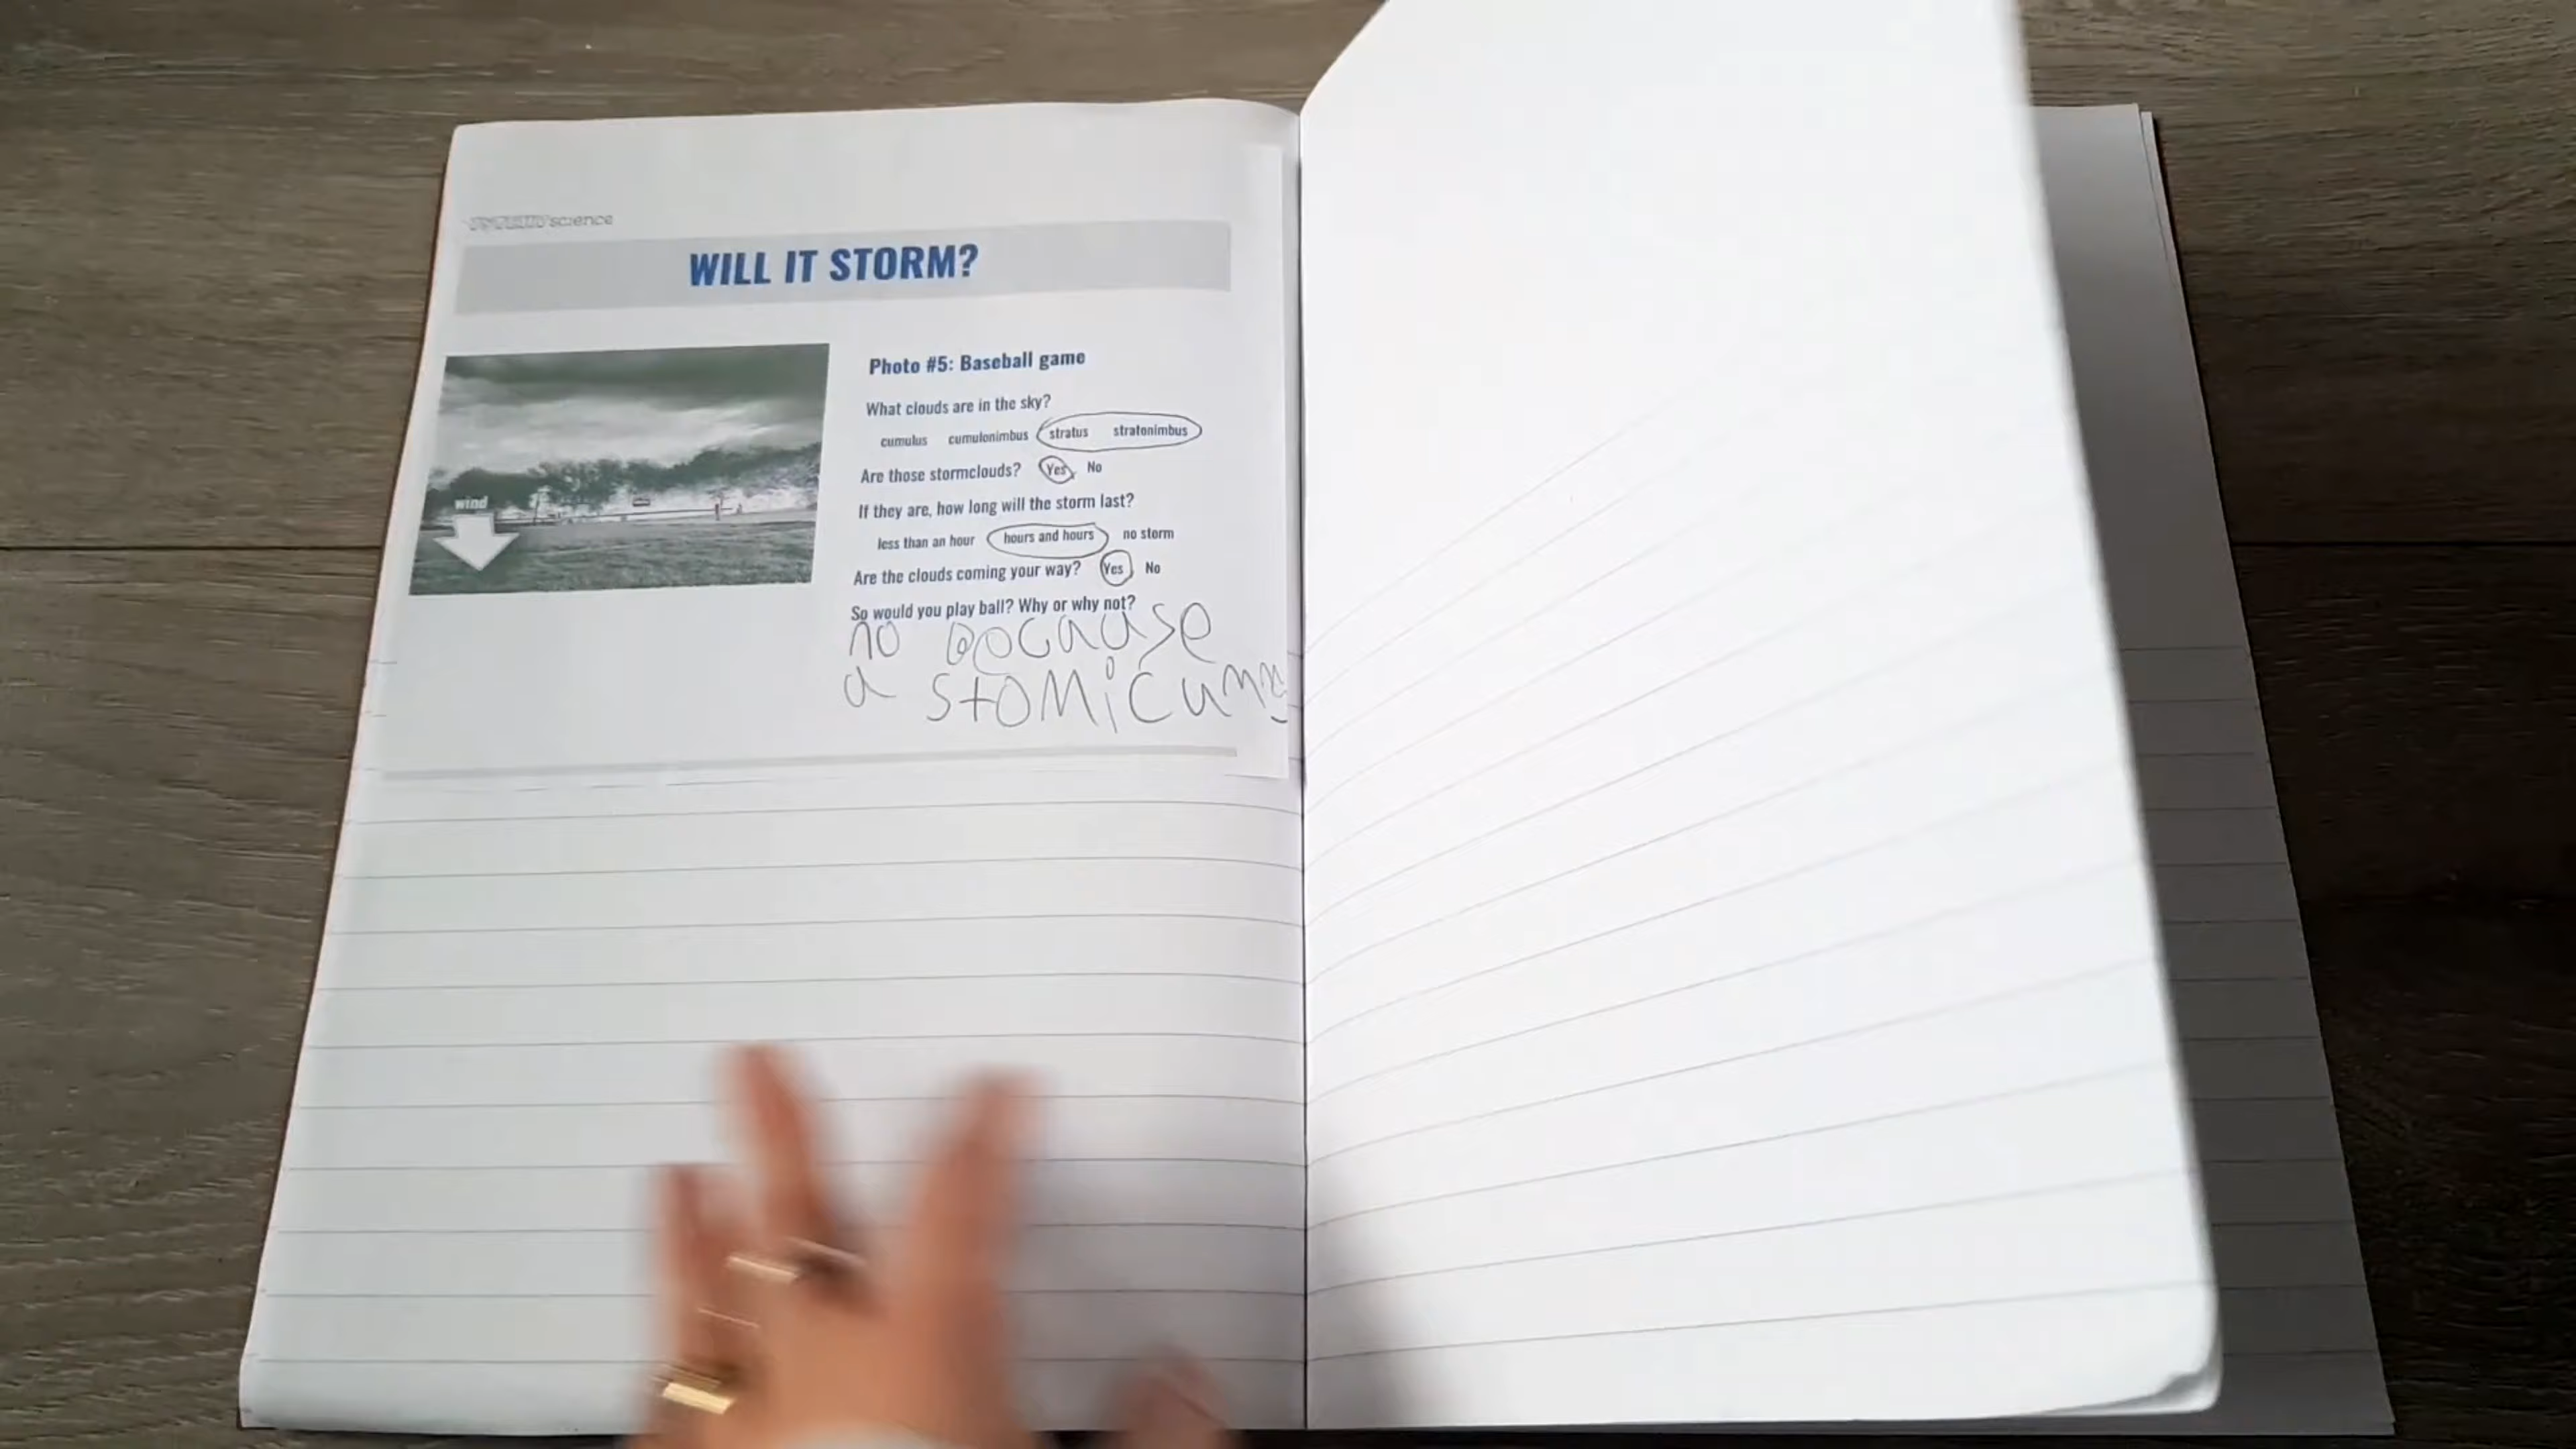 science
WILL IT STORM?
wind
Photo #5: Baseball game
What clouds are in the sky?
cumulus cumulonimbus stratus stratonimbus
Are those stormclouds? Yes No
If they are, how long will the storm last?
less than an hour hours and hours no storm
Are the clouds coming your way? Yes No
So would you play ball? Why or why not?
no Because
a